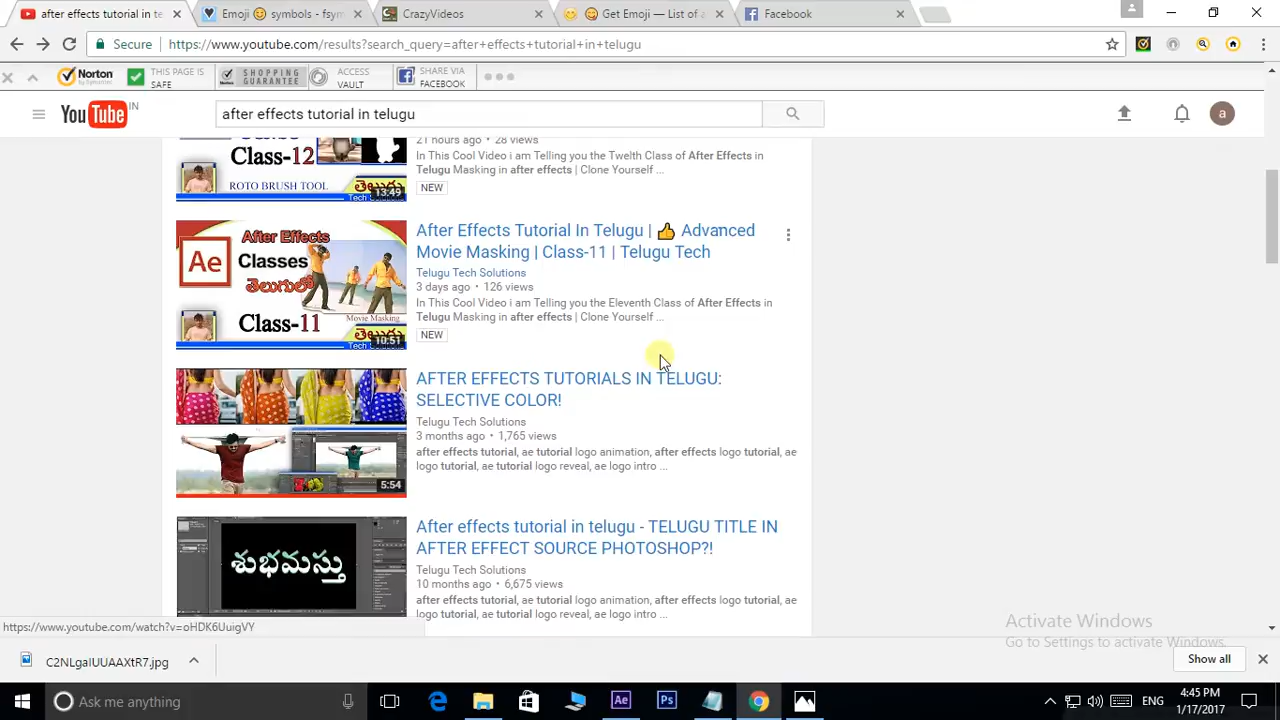 after effects tutorial in te
Emoji 😊 symbols - fsym
CrazyVideos
😋 Get Emoji — List of a
Facebook
Secure
https://www.youtube.com/results?search_query=after+effects+tutorial+in+telugu
Norton
by Symantec
THIS PAGE IS
SAFE
Norton
SHOPPING
GUARANTEE
ACCESS
VAULT
SHARE VIA
FACEBOOK
YouTube IN
after effects tutorial in telugu
a
Class-12
ROTO BRUSH TOOL
తెలుగు
Tech
13:49
21 hours ago • 28 views
In This Cool Video i am Telling you the Twelth Class of After Effects in
Telugu Masking in after effects | Clone Yourself ...
NEW
After Effects
Ae
Classes
తెలుగులో
Class-11
Movie Masking
తెలుగు
Tech
10:51
After Effects Tutorial In Telugu | 👍 Advanced
Movie Masking | Class-11 | Telugu Tech
Telugu Tech Solutions
3 days ago • 126 views
In This Cool Video i am Telling you the Eleventh Class of After Effects in
Telugu Masking in after effects | Clone Yourself ...
NEW
5:54
AFTER EFFECTS TUTORIALS IN TELUGU:
SELECTIVE COLOR!
Telugu Tech Solutions
3 months ago • 1,765 views
after effects tutorial, ae tutorial logo animation, after effects logo tutorial, ae
logo tutorial, ae tutorial logo reveal, ae logo intro ...
శుభమస్తు
After effects tutorial in telugu - TELUGU TITLE IN
AFTER EFFECT SOURCE PHOTOSHOP?!
Telugu Tech Solutions
10 months ago • 6,675 views
after effects tutorial, ae tutorial logo animation, after effects logo tutorial, ae
logo tutorial, ae tutorial logo reveal, ae logo intro ...
https://www.youtube.com/watch?v=oHDK6UuigVY
Activate Windows
Go to Settings to activate Windows.
C2NLgaIUUAAXtR7.jpg
Show all
Ask me anything
Ae
Ps
ENG
4:45 PM
1/17/2017